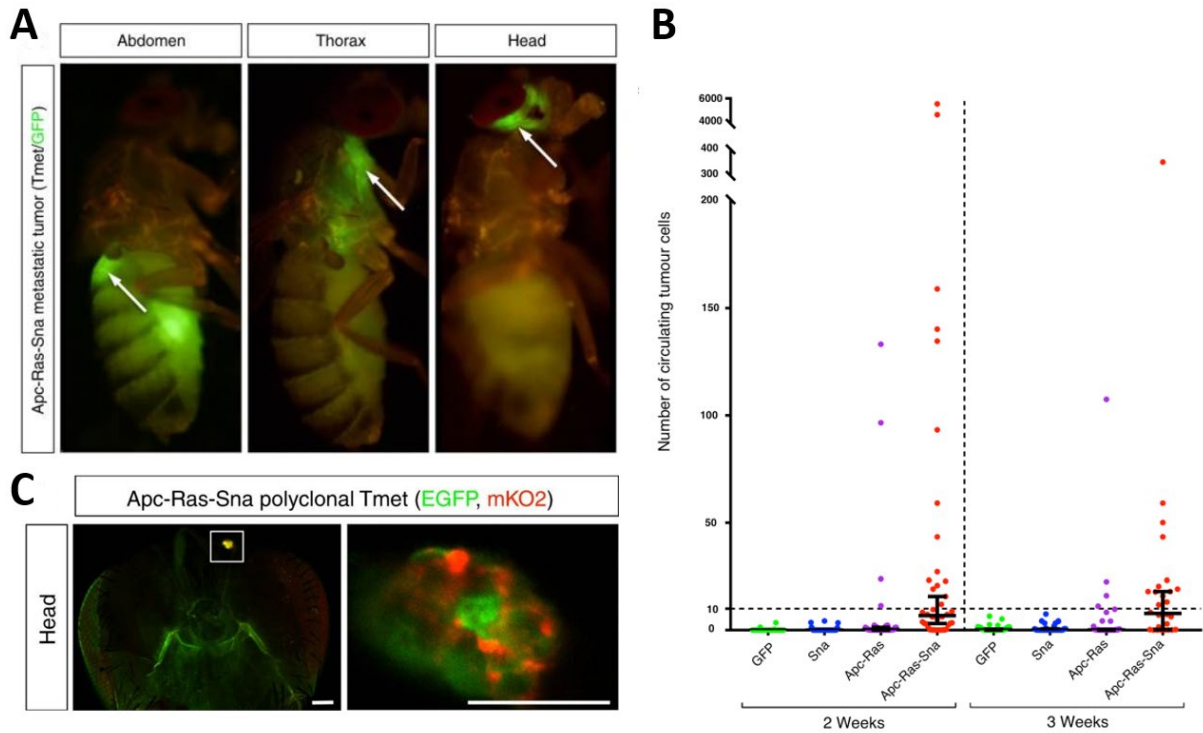 A
Abdomen
Thorax
Head
Apc-Ras-Sna metastatic tumor (Tmet/GFP)
B
Number of circulating tumour cells
6000
4000
400
300
200
150
100
50
10
0
GFP
Sna
Apc-Ras
Apc-Ras-Sna
GFP
Sna
Apc-Ras
Apc-Ras-Sna
2 Weeks
3 Weeks
C
Apc-Ras-Sna polyclonal Tmet (EGFP, mKO2)
Head